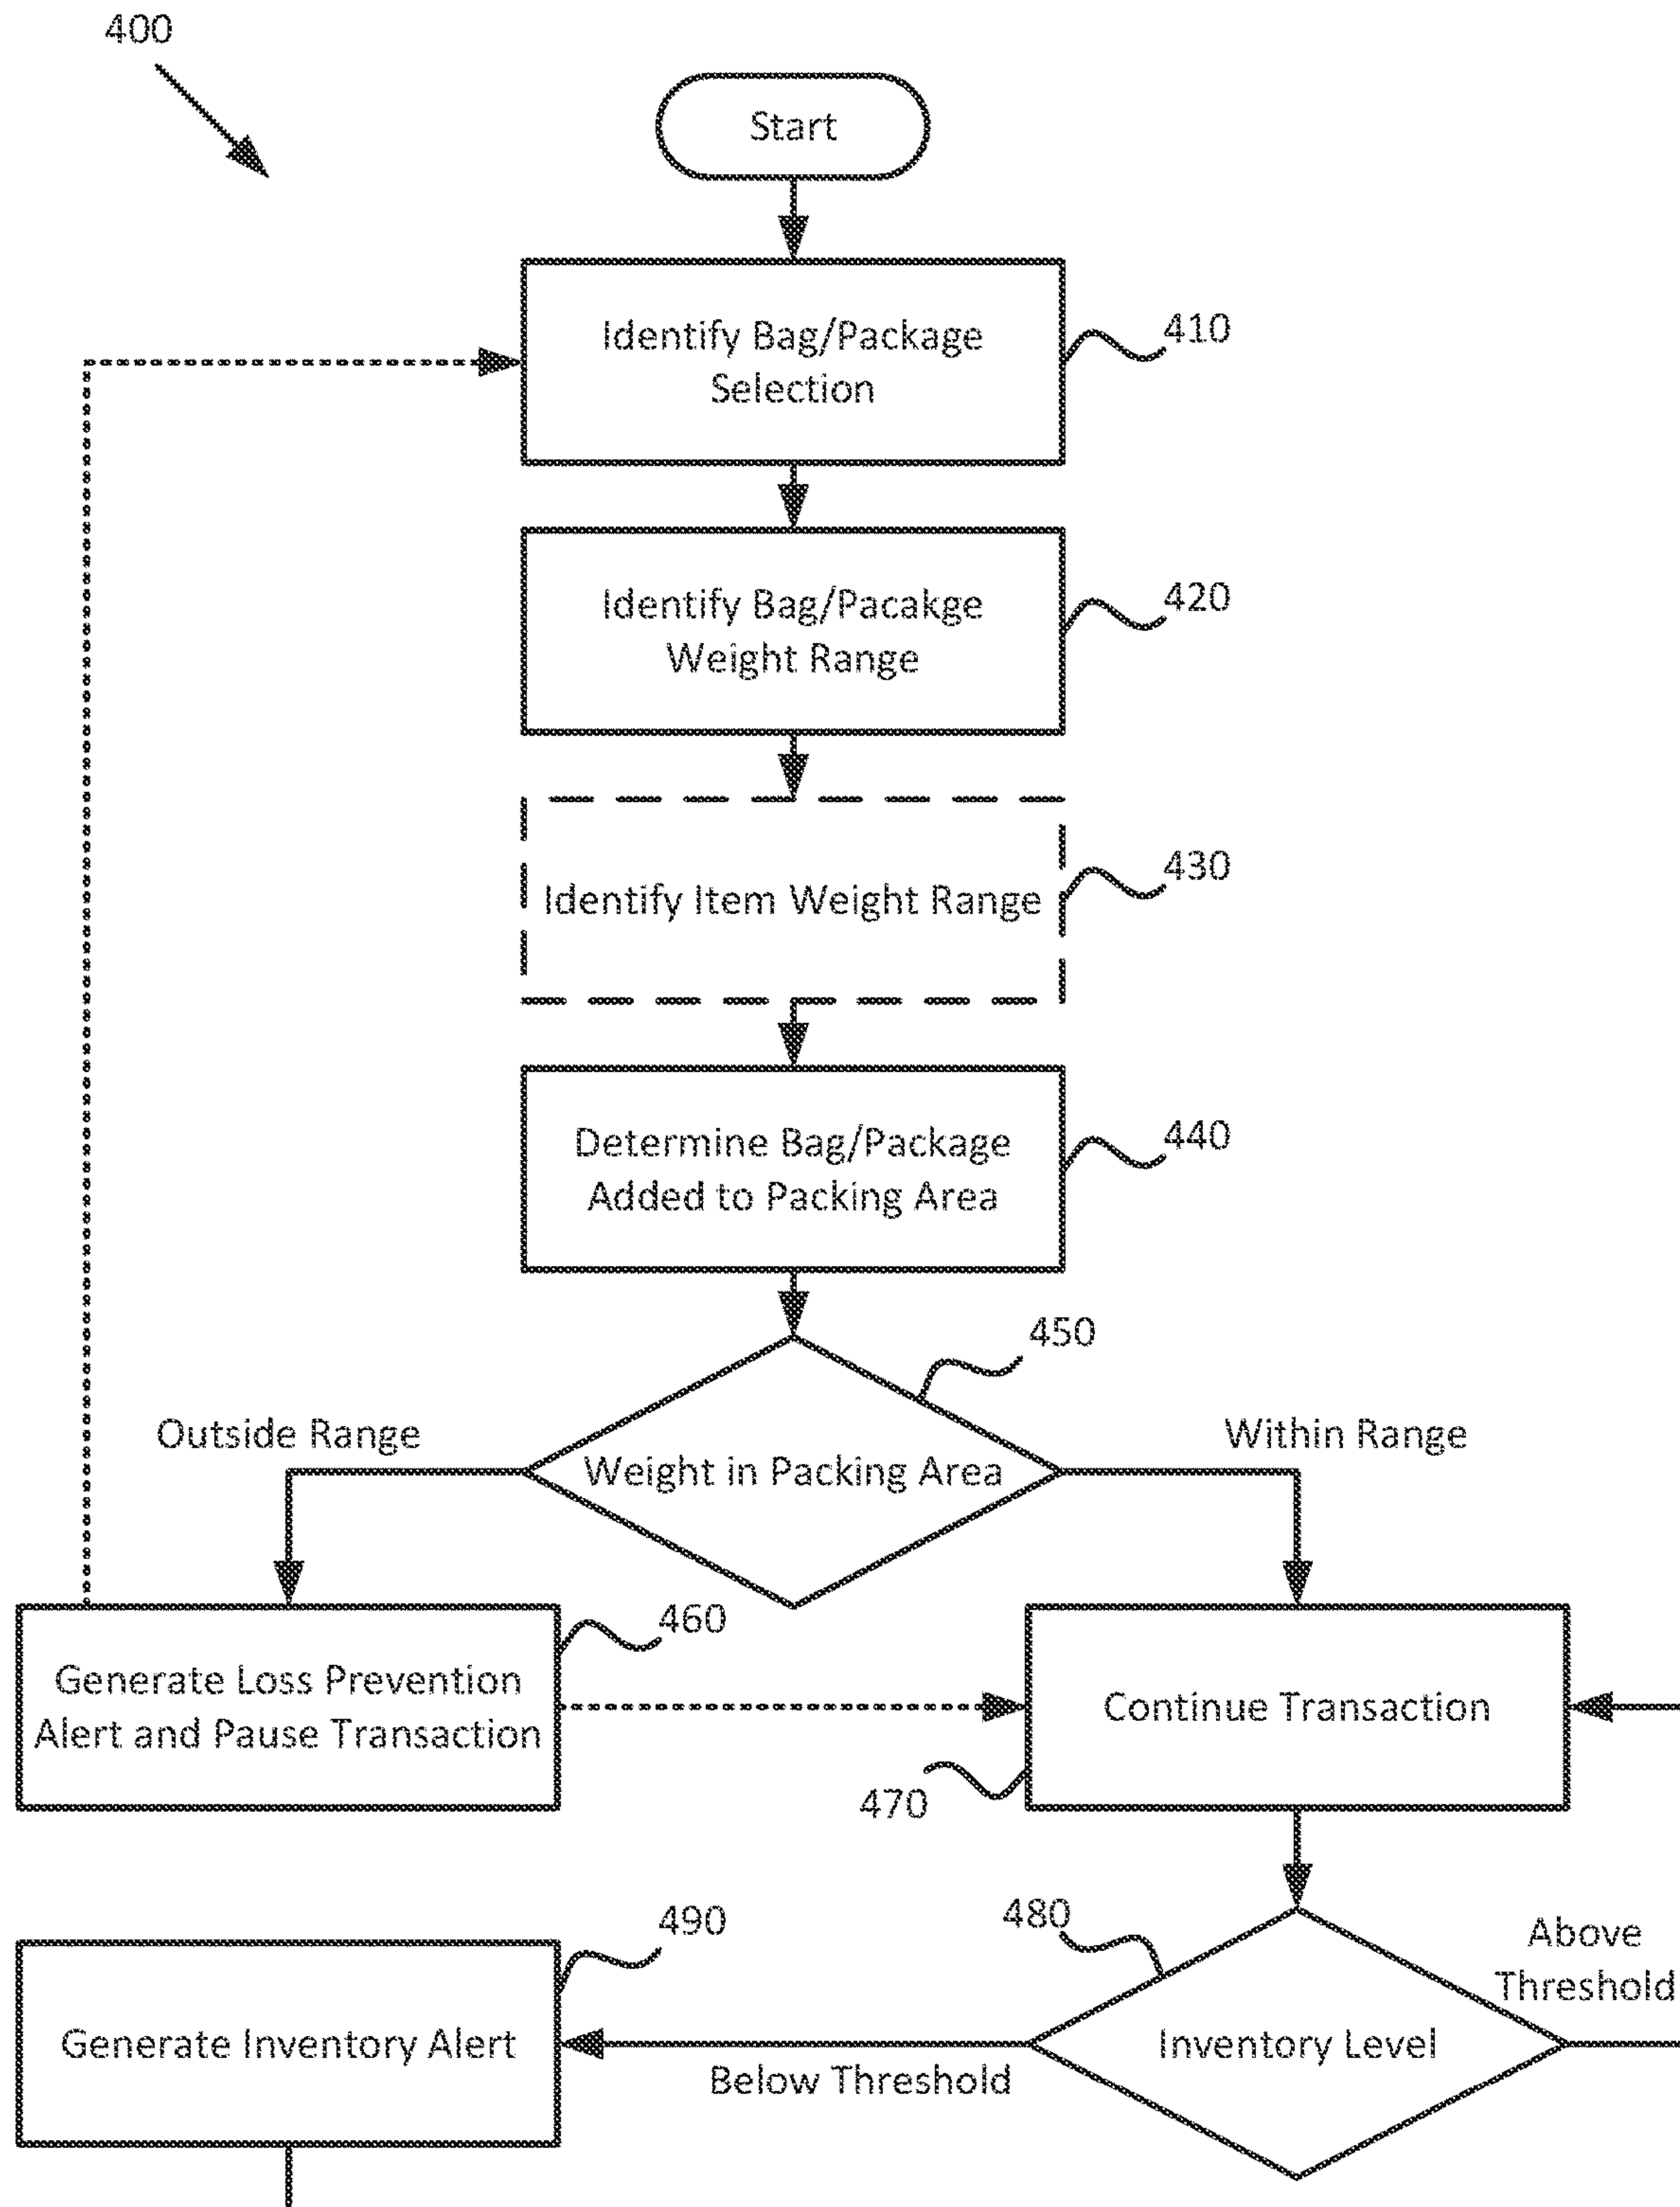 400
Start
Identify Bag/Package
Selection
410
Identify Bag/Pacakge
Weight Range
420
Identify Item Weight Range
430
Determine Bag/Package
Added to Packing Area
440
450
Outside Range
Weight in Packing Area
Within Range
460
Generate Loss Prevention
Alert and Pause Transaction
Continue Transaction
470
490
480
Above
Threshold
Generate Inventory Alert
Inventory Level
Below Threshold